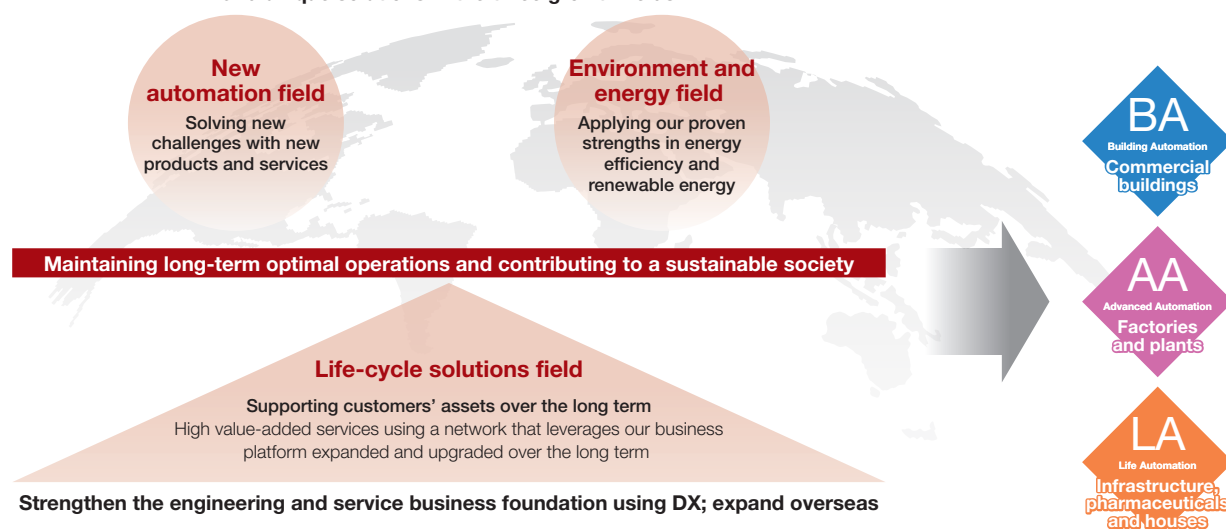 New
automation field
Solving new
challenges with new
products and services
Environment and
energy field
Applying our proven
strengths in energy
efficiency and
renewable energy
Maintaining long-term optimal operations and contributing to a sustainable society
Life-cycle solutions field
Supporting customers’ assets over the long term
High value-added services using a network that leverages our business
platform expanded and upgraded over the long term
Strengthen the engineering and service business foundation using DX; expand overseas
BA
Building Automation
Commercial
buildings
AA
Advanced Automation
Factories
and plants
LA
Life Automation
Infrastructure,
pharmaceuticals
and houses